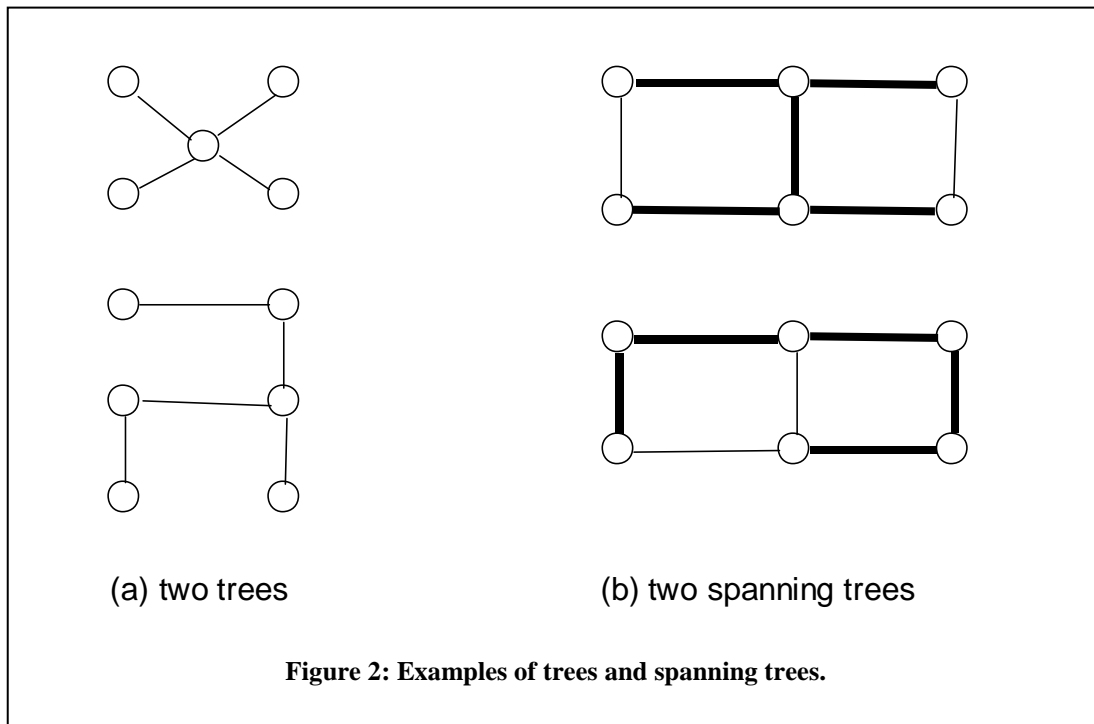 (a) two trees
(b) two spanning trees
Figure 2: Examples of trees and spanning trees.